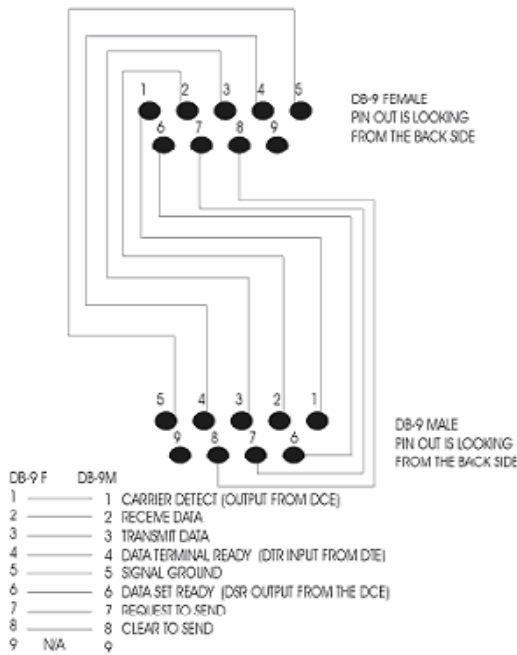 1 2 3 4 5
6 7 8 9
DB-9 FEMALE
PIN OUT IS LOOKING
FROM THE BACK SIDE
5 4 3 2 1
9 8 7 6
DB-9 MALE
PIN OUT IS LOOKING
FROM THE BACK SIDE
DB-9 F DB-9M
1 1 CARRIER DETECT (OUTPUT FROM DCE)
2 2 RECEIVE DATA
3 3 TRANSMIT DATA
4 4 DATA TERMINAL READY (DTR INPUT FROM DTE)
5 5 SIGNAL GROUND
6 6 DATA SET READY (DSR OUTPUT FROM THE DCE)
7 7 REQUEST TO SEND
8 8 CLEAR TO SEND
9 N/A 9